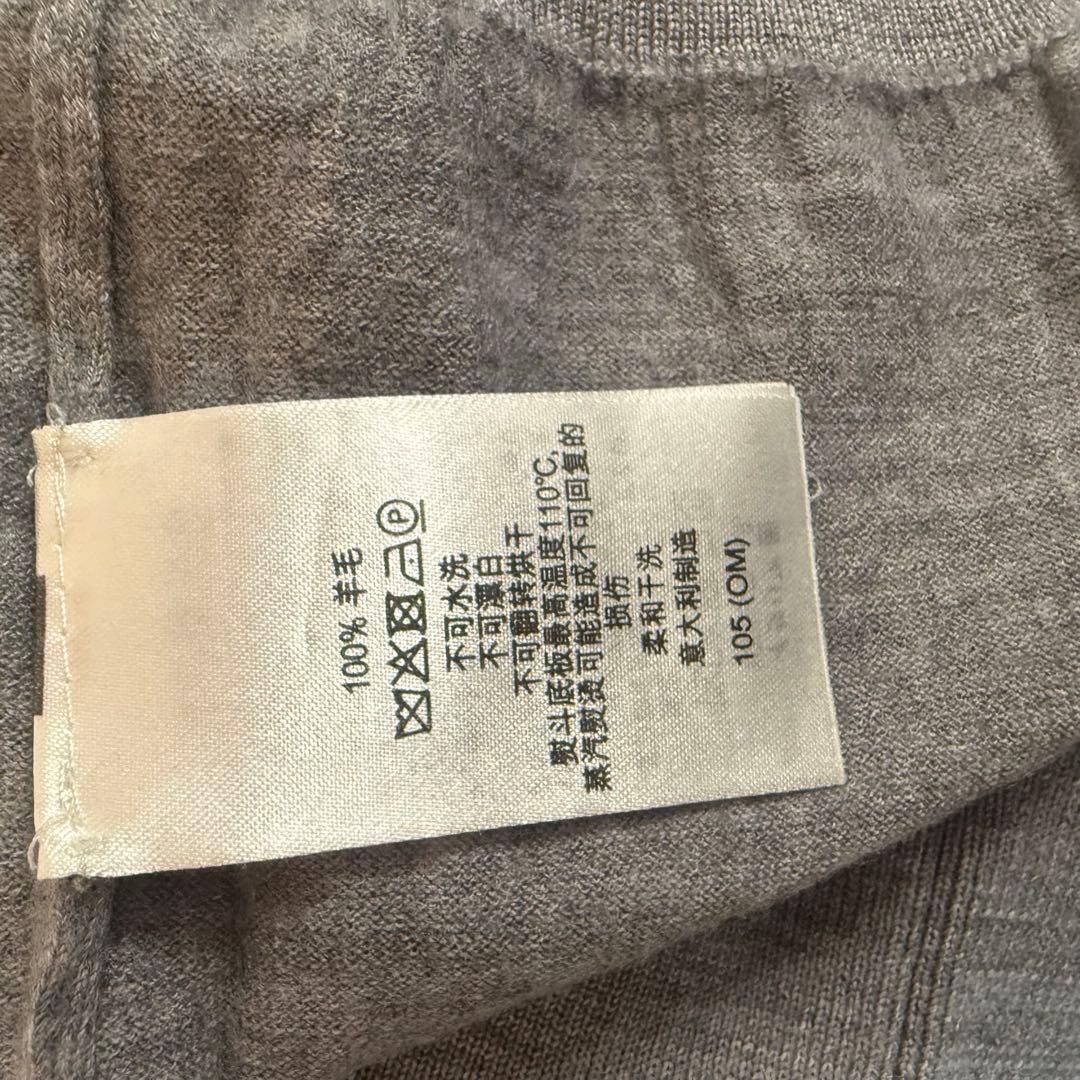 100% 羊毛
P
不可水洗
不可漂白
不可翻转烘干
熨斗底板最高温度110℃,
蒸汽熨烫可能造成不可回复的
损伤
柔和干洗
意大利制造
105 (OM)